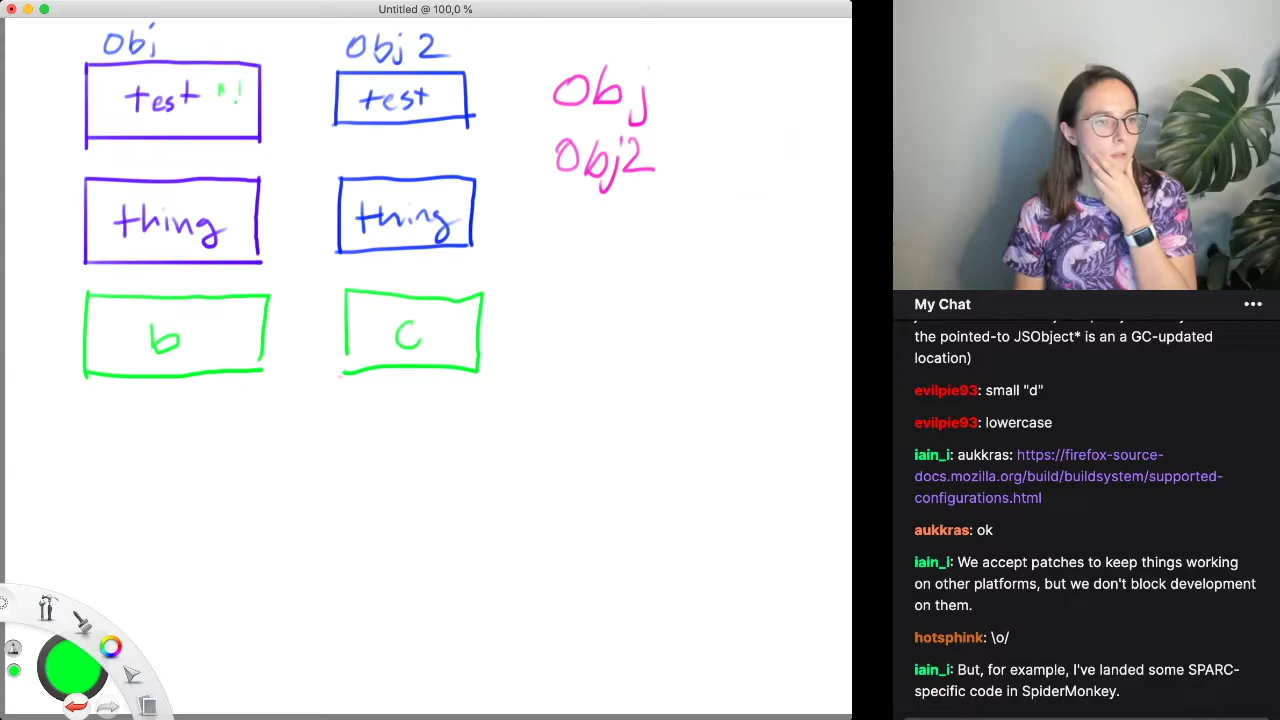 Untitled @ 100,0 %
Obj
Obj 2
test !
test
Obj
Obj2
thing
thing
b
c
My Chat
the pointed-to JSObject* is an a GC-updated
location)
evilpie93: small "d"
evilpie93: lowercase
iain_i: aukkras: https://firefox-source-
docs.mozilla.org/build/buildsystem/supported-
configurations.html
aukkras: ok
iain_i: We accept patches to keep things working
on other platforms, but we don't block development
on them.
hotsphink: \o/
iain_i: But, for example, I've landed some SPARC-
specific code in SpiderMonkey.